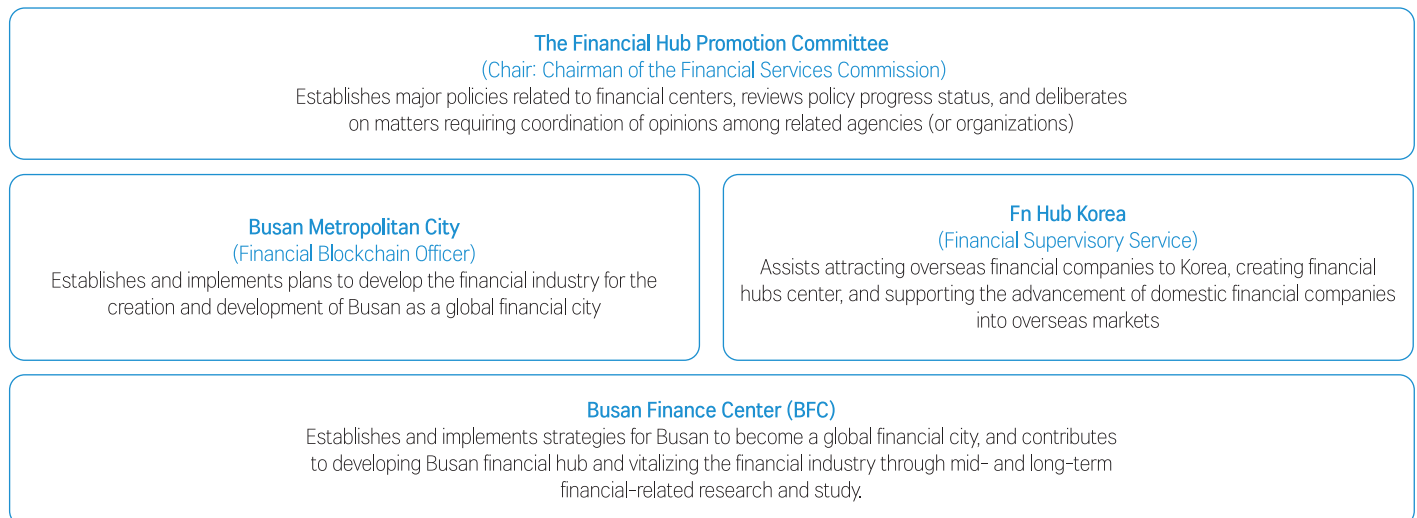 The Financial Hub Promotion Committee
(Chair: Chairman of the Financial Services Commission)
Establishes major policies related to financial centers, reviews policy progress status, and deliberates
on matters requiring coordination of opinions among related agencies (or organizations)
Busan Metropolitan City
(Financial Blockchain Officer)
Establishes and implements plans to develop the financial industry for the
creation and development of Busan as a global financial city
Fn Hub Korea
(Financial Supervisory Service)
Assists attracting overseas financial companies to Korea, creating financial
hubs center, and supporting the advancement of domestic financial companies
into overseas markets
Busan Finance Center (BFC)
Establishes and implements strategies for Busan to become a global financial city, and contributes
to developing Busan financial hub and vitalizing the financial industry through mid- and long-term
financial-related research and study.